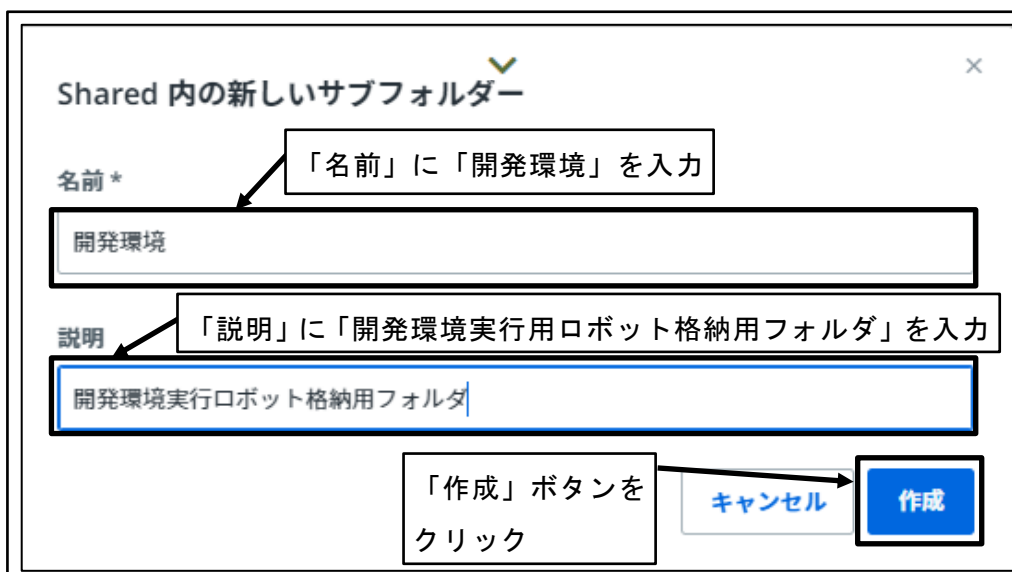 Shared 内の新しいサブフォルダー
「名前」に「開発環境」を入力
名前 *
開発環境
「説明」に「開発環境実行用ロボット格納用フォルダ」を入力
説明
開発環境実行ロボット格納用フォルダ
「作成」ボタンを
クリック
キャンセル
作成